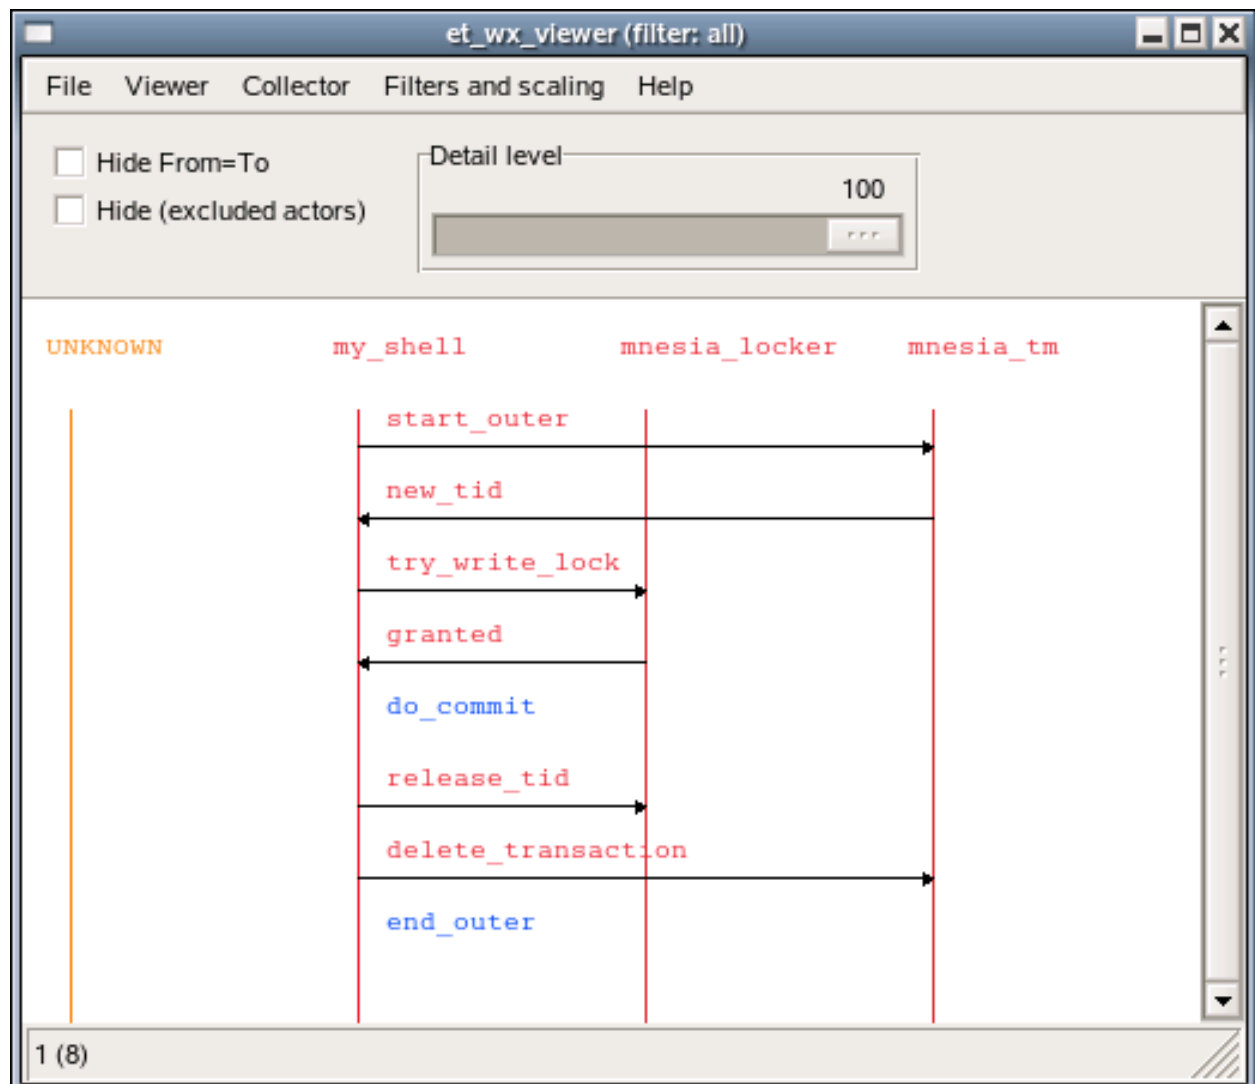 et_wx_viewer (filter: all)
File Viewer Collector Filters and scaling Help
Hide From=To
Hide (excluded actors)
Detail level
100
UNKNOWN my_shell mnesia_locker mnesia_tm
start_outer
new_tid
try_write_lock
granted
do_commit
release_tid
delete_transaction
end_outer
1 (8)